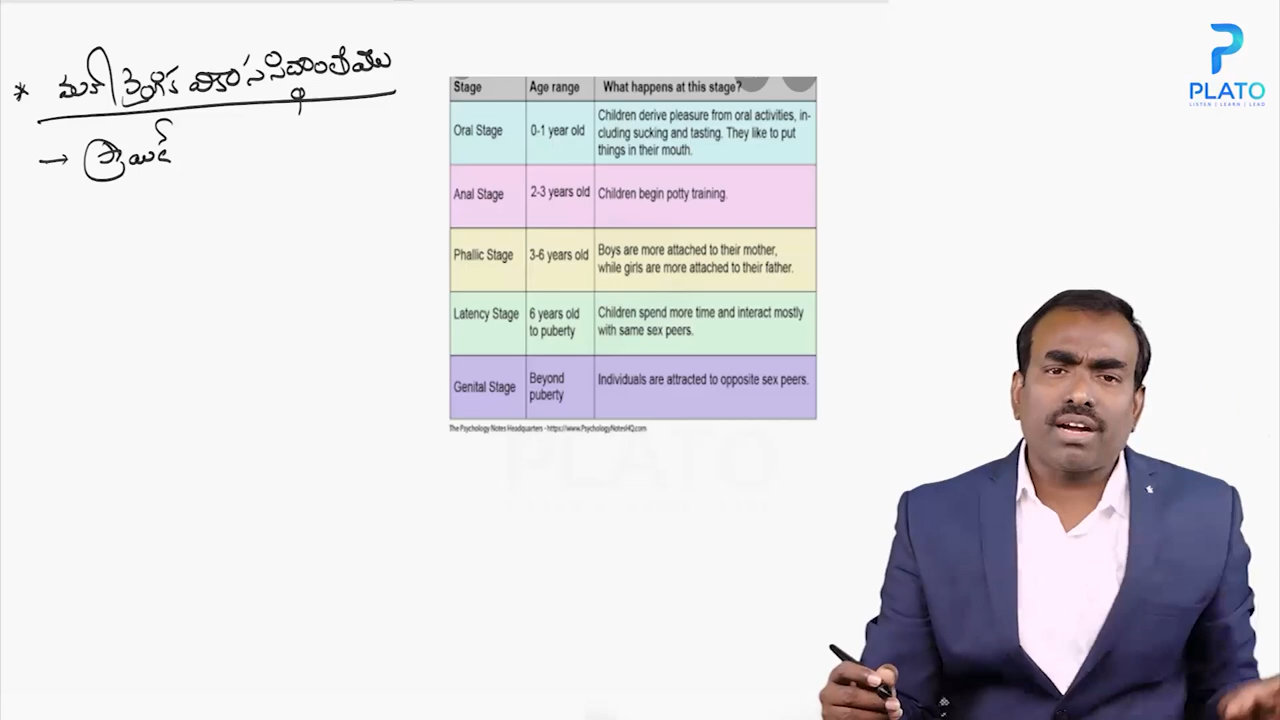 * మనో లైంగిక వికాస సిద్ధాంతము
→ ఫ్రాయిడ్
PLATO
LISTEN | LEARN | LEAD
Stage Age range What happens at this stage?
Oral Stage 0-1 year old Children derive pleasure from oral activities, in-
cluding sucking and tasting. They like to put
things in their mouth.
Anal Stage 2-3 years old Children begin potty training.
Phallic Stage 3-6 years old Boys are more attached to their mother,
while girls are more attached to their father.
Latency Stage 6 years old Children spend more time and interact mostly
to puberty with same sex peers.
Genital Stage Beyond Individuals are attracted to opposite sex peers.
puberty
The Psychology Notes Headquarters - https://www.PsychologyNotesHQ.com
PLATO